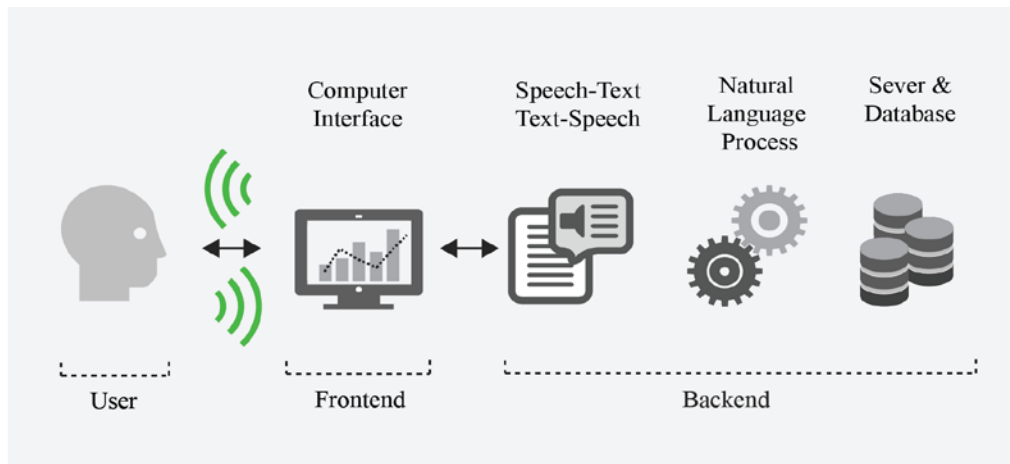 Computer
Interface
Speech-Text
Text-Speech
Natural
Language
Process
Sever &
Database
User
Frontend
Backend